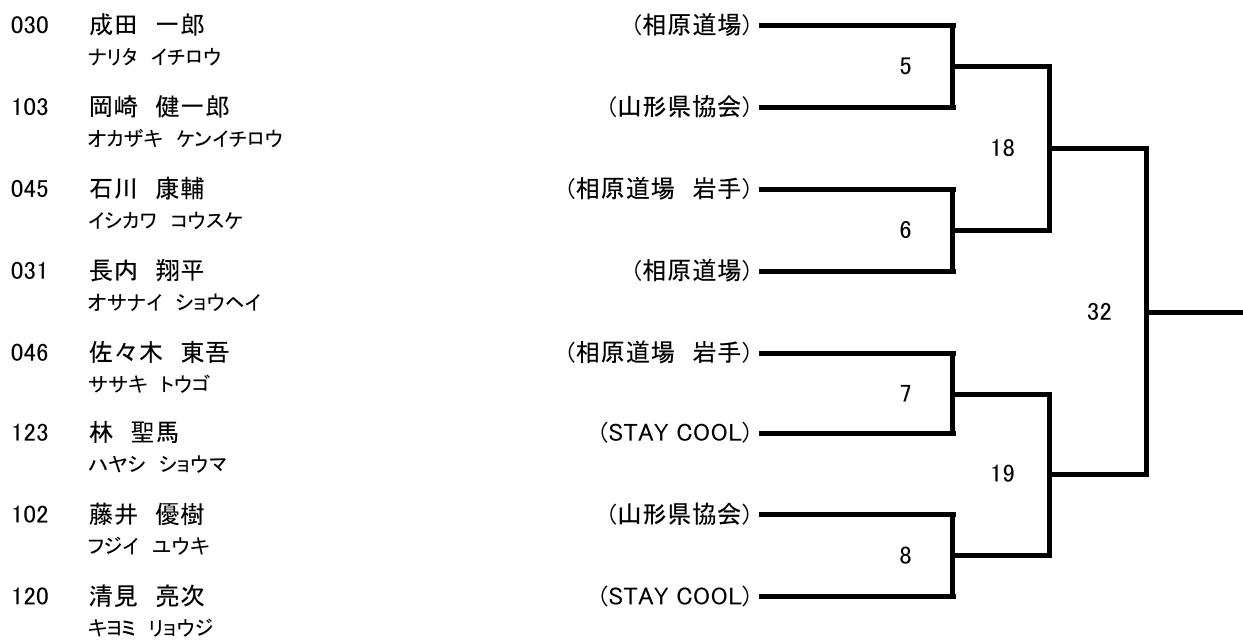 030 成田 一郎 (相原道場)
ナリタ イチロウ
5
103 岡崎 健一郎 (山形県協会)
オカザキ ケンイチロウ
18
045 石川 康輔 (相原道場 岩手)
イシカワ コウスケ
6
031 長内 翔平 (相原道場)
オサナイ ショウヘイ
32
046 佐々木 東吾 (相原道場 岩手)
ササキ トウゴ
7
123 林 聖馬 (STAY COOL)
ハヤシ ショウマ
19
102 藤井 優樹 (山形県協会)
フジイ ユウキ
8
120 清見 亮次 (STAY COOL)
キヨミ リョウジ